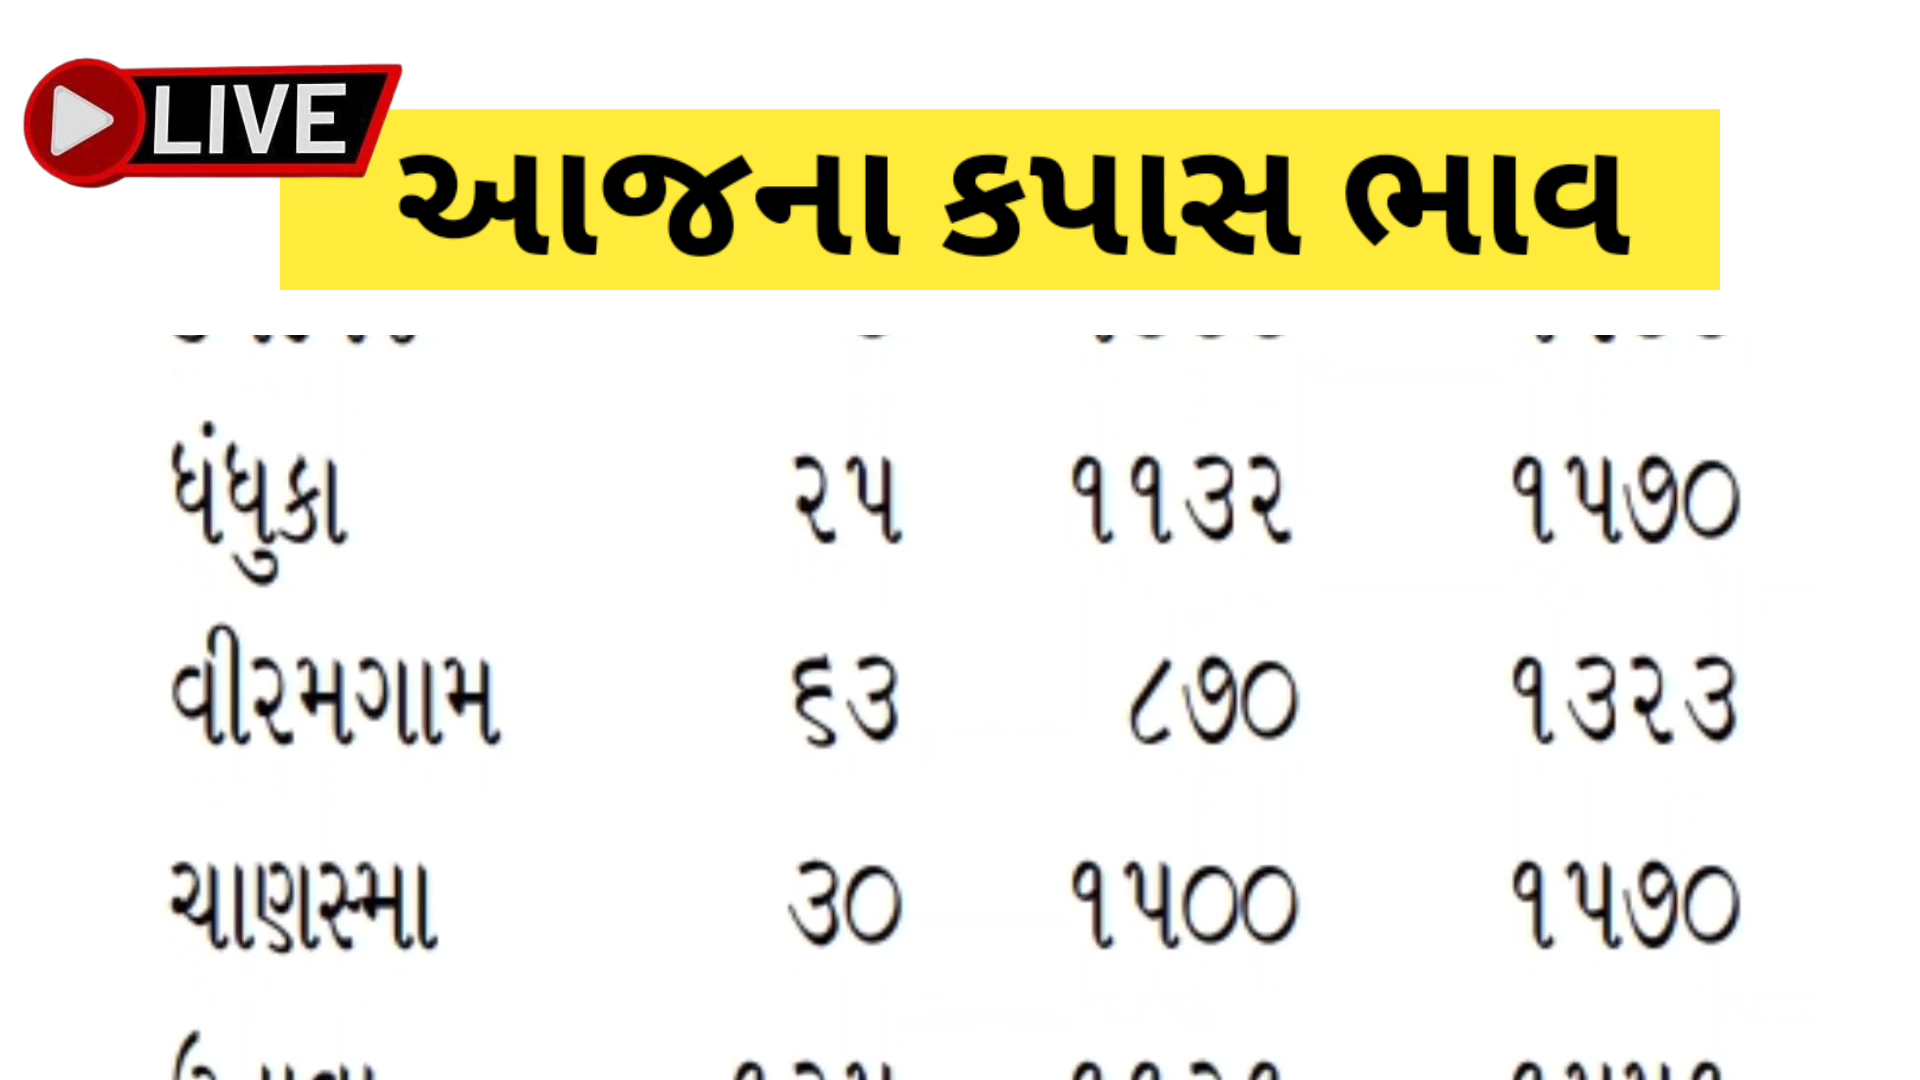 LIVE
આજના કપાસ ભાવ
ધંધુકા ૨૫ ૧૧૩૨ ૧૫૭૦
વીરમગામ ૬૩ ૮૭૦ ૧૩૨૩
ચાણસ્મા ૩૦ ૧૫૦૦ ૧૫૭૦